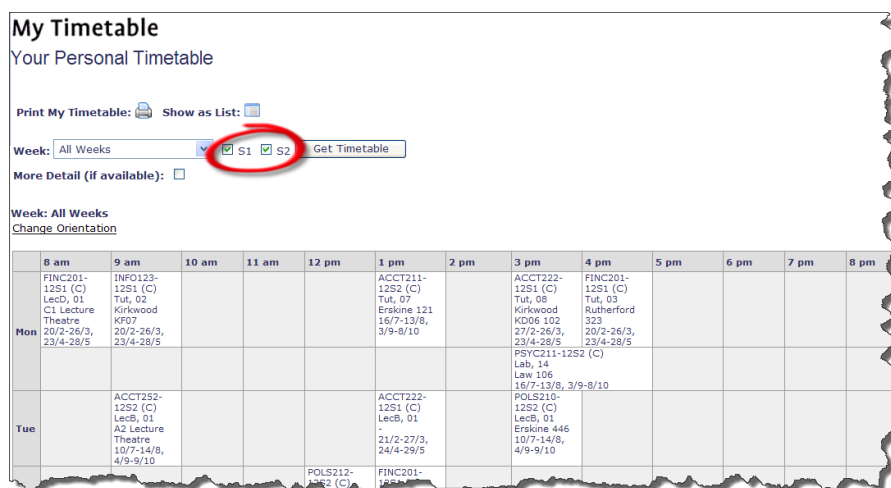 My Timetable
Your Personal Timetable
Print My Timetable: Show as List:
Week: All Weeks S1 S2 Get Timetable
More Detail (if available):
Week: All Weeks
Change Orientation
8 am 9 am 10 am 11 am 12 pm 1 pm 2 pm 3 pm 4 pm 5 pm 6 pm 7 pm 8 pm
Mon
FINC201-
12S1 (C)
LecD, 01
C1 Lecture
Theatre
20/2-26/3,
23/4-28/5
INFO123-
12S1 (C)
Tut, 02
Kirkwood
KF07
20/2-26/3,
23/4-28/5
ACCT211-
12S2 (C)
Tut, 07
Erskine 121
16/7-13/8,
3/9-8/10
ACCT222-
12S1 (C)
Tut, 08
Kirkwood
KD06 102
27/2-26/3,
23/4-28/5
FINC201-
12S1 (C)
Tut, 03
Rutherford
323
20/2-26/3,
23/4-28/5
PSYC211-12S2 (C)
Lab, 14
Law 106
16/7-13/8, 3/9-8/10
Tue
ACCT252-
12S2 (C)
LecB, 01
A2 Lecture
Theatre
10/7-14/8,
4/9-9/10
ACCT222-
12S1 (C)
LecB, 01
-
21/2-27/3,
24/4-29/5
POLS210-
12S2 (C)
LecB, 01
Erskine 446
10/7-14/8,
4/9-9/10
POLS212-
12S2 (C)
FINC201-